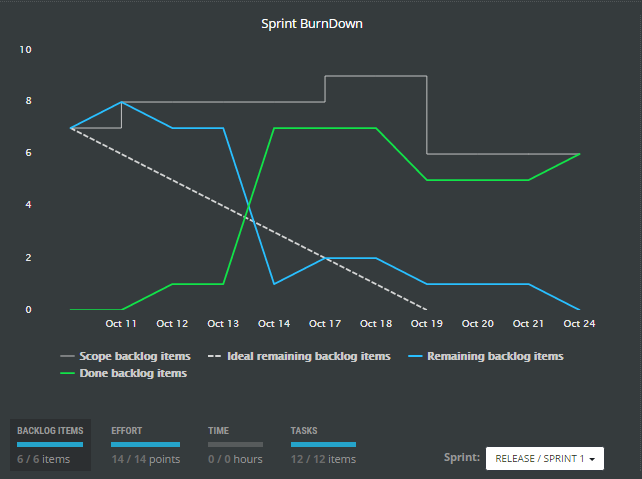 Sprint BurnDown
10
8
6
4
2
0
Oct 11 Oct 12 Oct 13 Oct 14 Oct 17 Oct 18 Oct 19 Oct 20 Oct 21 Oct 24
Scope backlog items Ideal remaining backlog items Remaining backlog items
Done backlog items
BACKLOG ITEMS EFFORT TIME TASKS
6 / 6 items 14 / 14 points 0 / 0 hours 12 / 12 items
Sprint: RELEASE / SPRINT 1